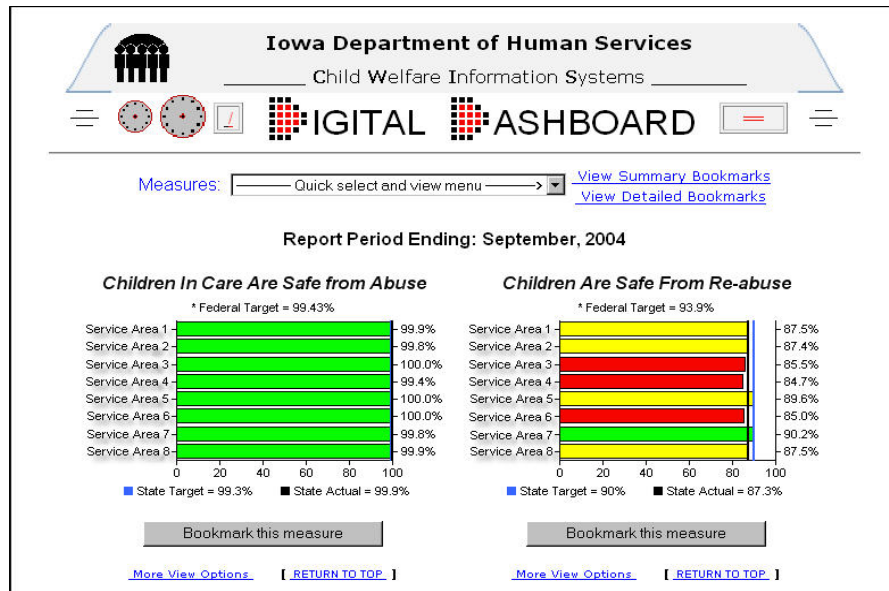 Iowa Department of Human Services
Child Welfare Information Systems
DIGITAL DASHBOARD
Measures: Quick select and view menu View Summary Bookmarks
View Detailed Bookmarks
Report Period Ending: September, 2004
Children In Care Are Safe from Abuse
* Federal Target = 99.43%
Service Area 1 99.9%
Service Area 2 99.8%
Service Area 3 100.0%
Service Area 4 99.4%
Service Area 5 100.0%
Service Area 6 100.0%
Service Area 7 99.8%
Service Area 8 99.9%
0 20 40 60 80 100
State Target = 99.3% State Actual = 99.9%
Bookmark this measure
More View Options [ RETURN TO TOP ]
Children Are Safe From Re-abuse
* Federal Target = 93.9%
Service Area 1 87.5%
Service Area 2 87.4%
Service Area 3 85.5%
Service Area 4 84.7%
Service Area 5 89.6%
Service Area 6 85.0%
Service Area 7 90.2%
Service Area 8 87.5%
0 20 40 60 80 100
State Target = 90% State Actual = 87.3%
Bookmark this measure
More View Options [ RETURN TO TOP ]